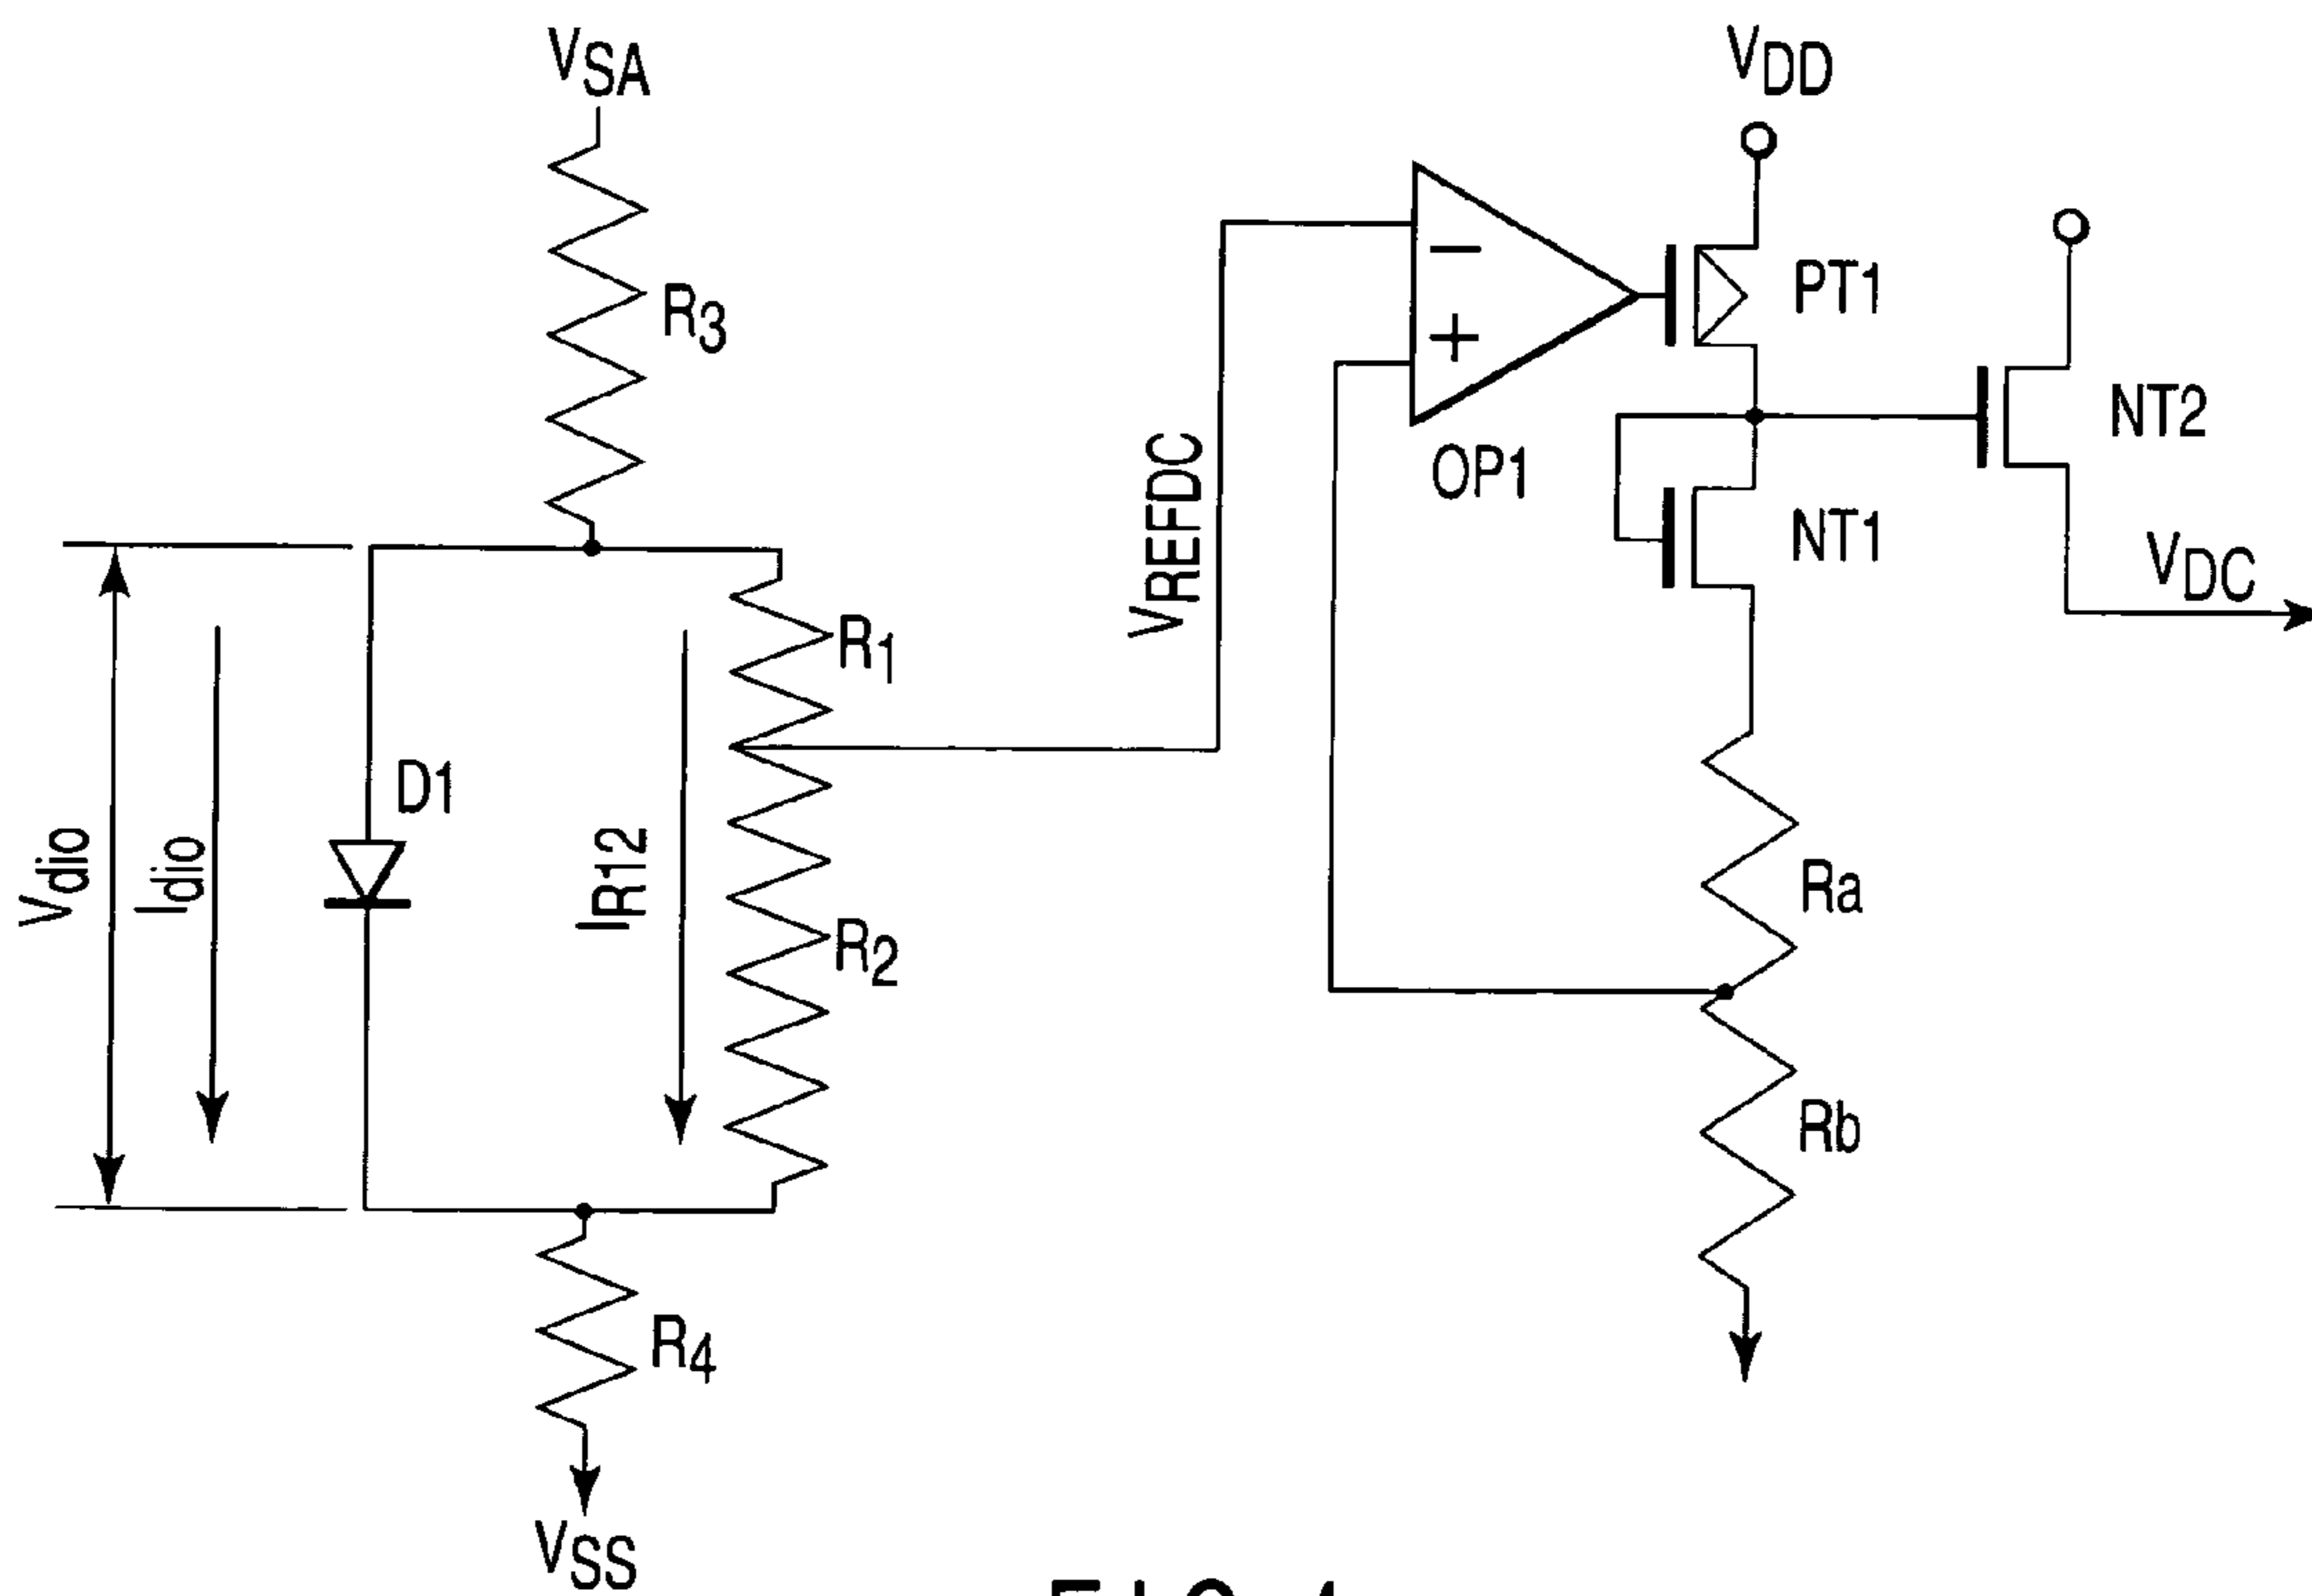 VSA
VDD
R3
PT1
NT2
OP1
VREFDC
NT1
VDC
R1
D1
Vdio
Idio
IR12
R2
Ra
Rb
R4
VSS